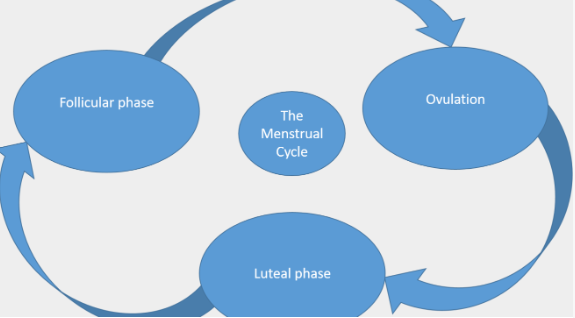 Follicular phase
Ovulation
The
Menstrual
Cycle
Luteal phase